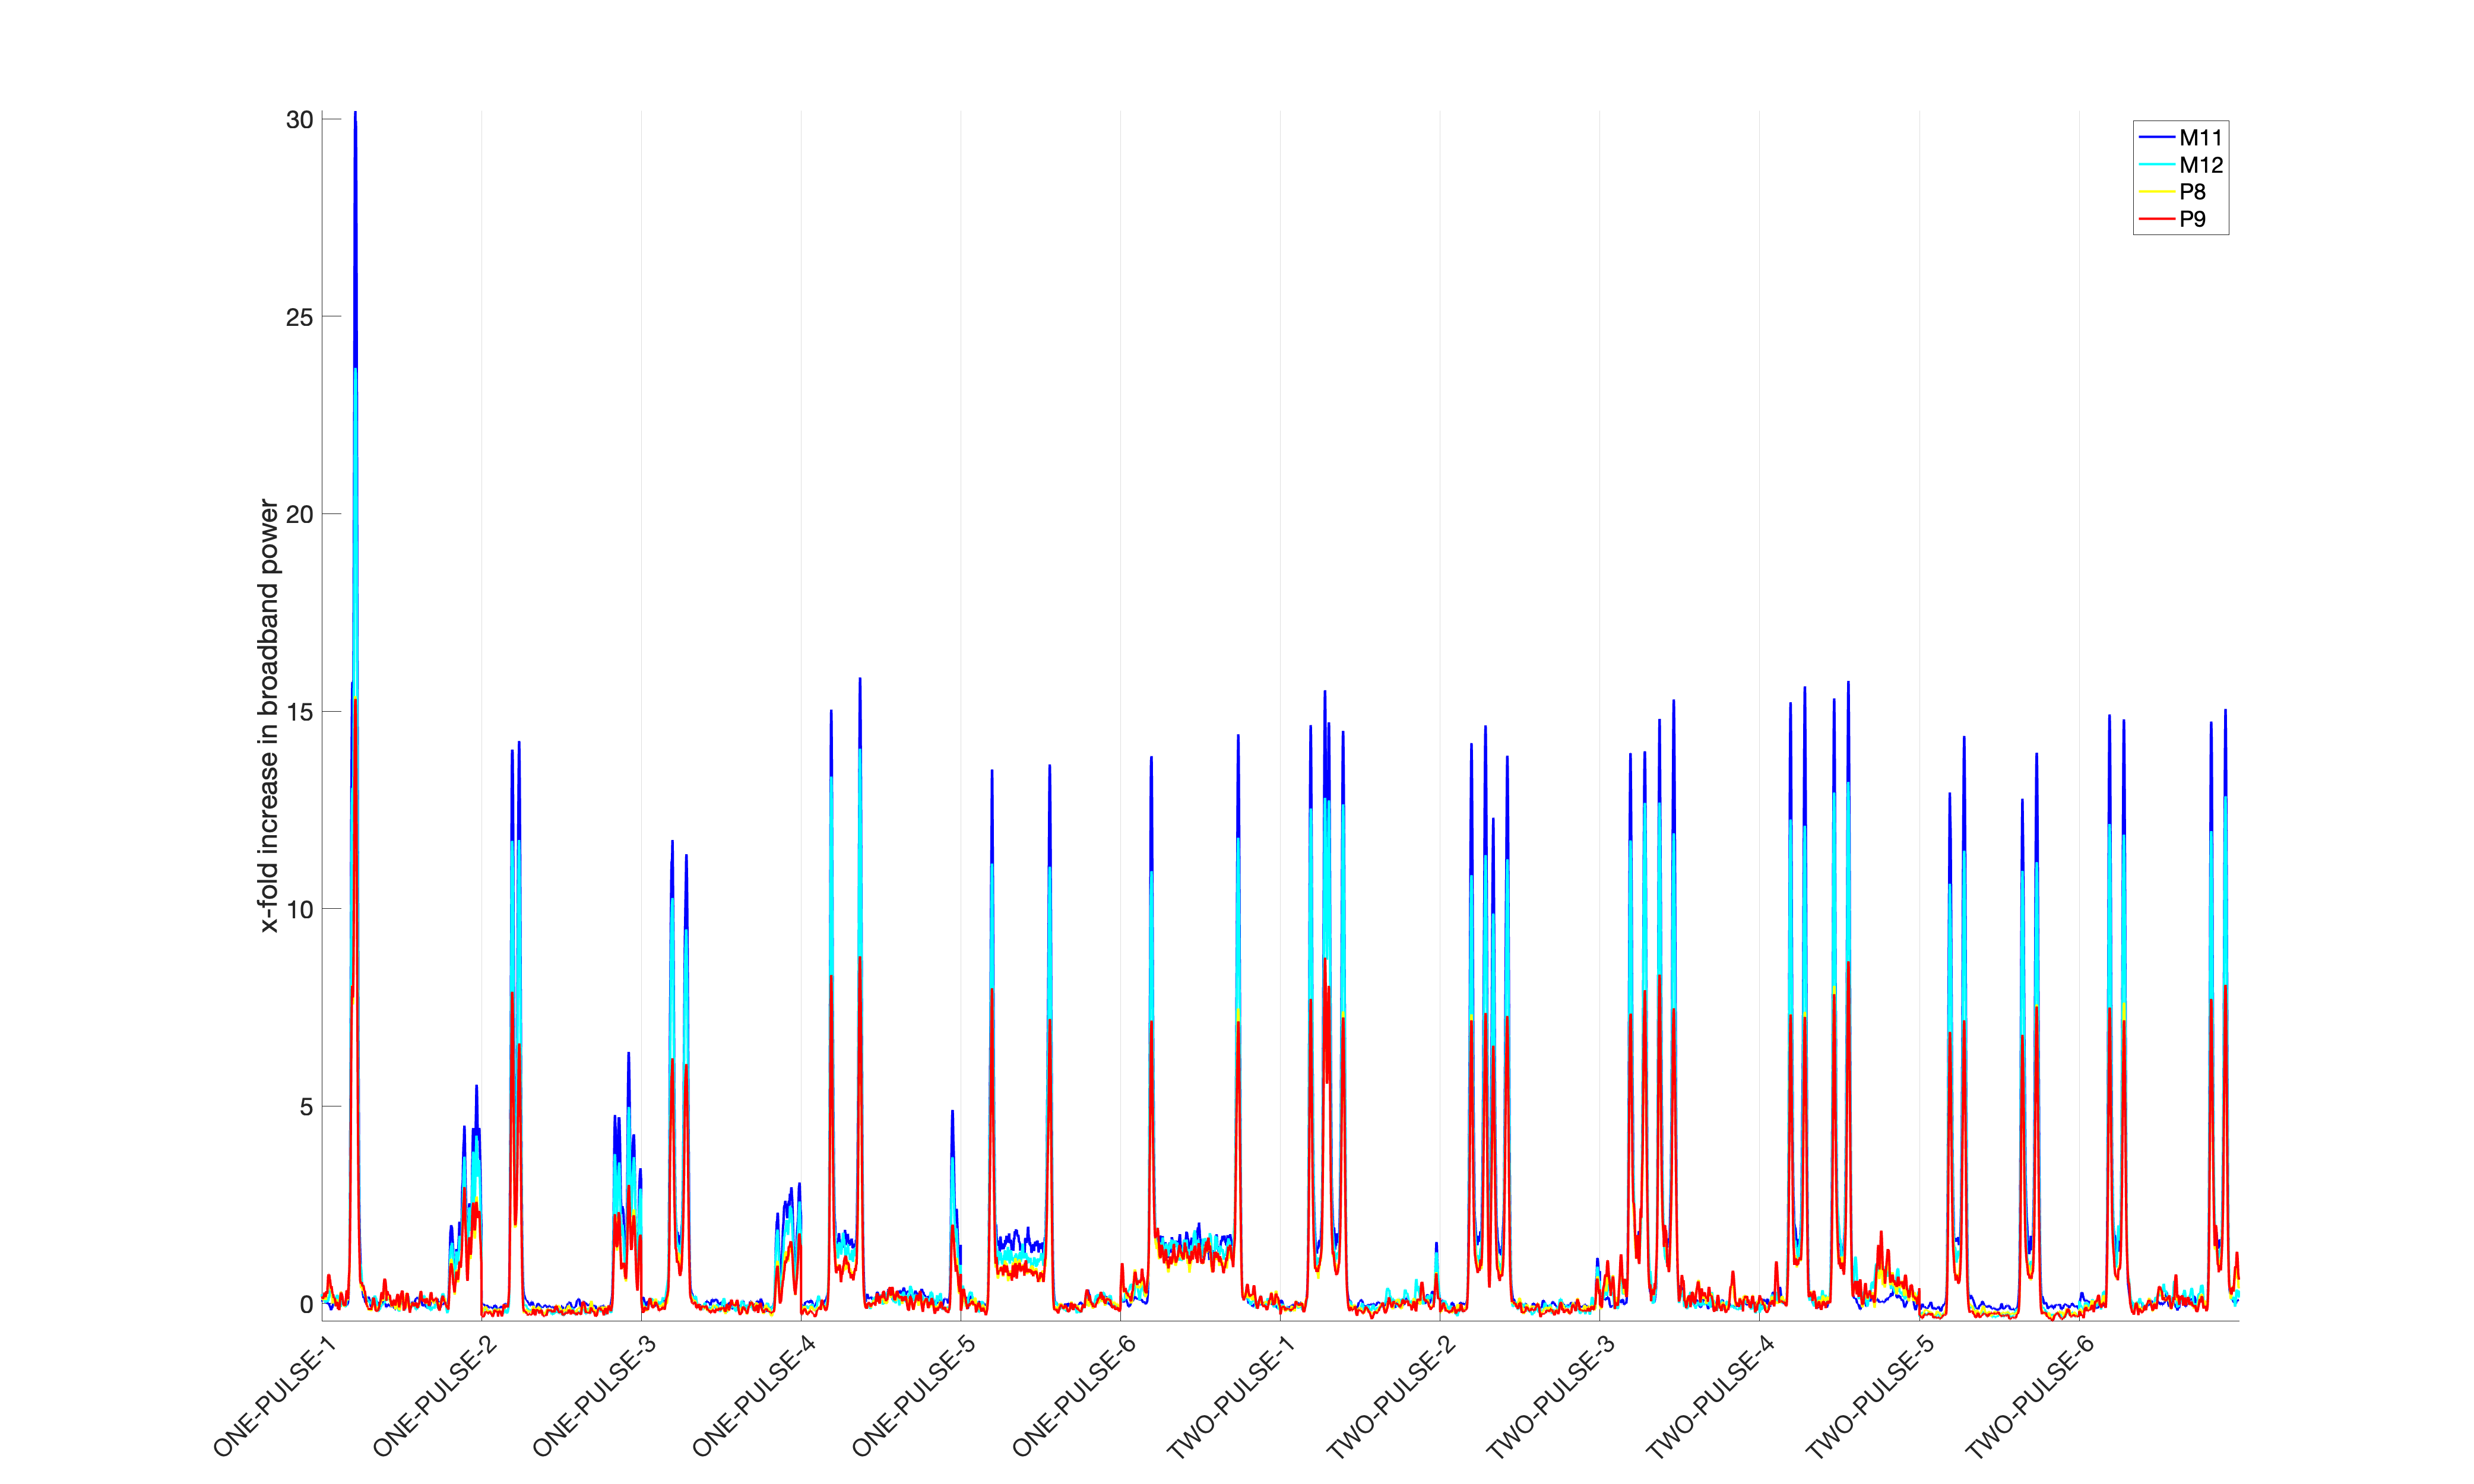 x-fold increase in broadband power
30
25
20
15
10
5
0
M11
M12
P8
P9
ONE-PULSE-1
ONE-PULSE-2
ONE-PULSE-3
ONE-PULSE-4
ONE-PULSE-5
ONE-PULSE-6
TWO-PULSE-1
TWO-PULSE-2
TWO-PULSE-3
TWO-PULSE-4
TWO-PULSE-5
TWO-PULSE-6